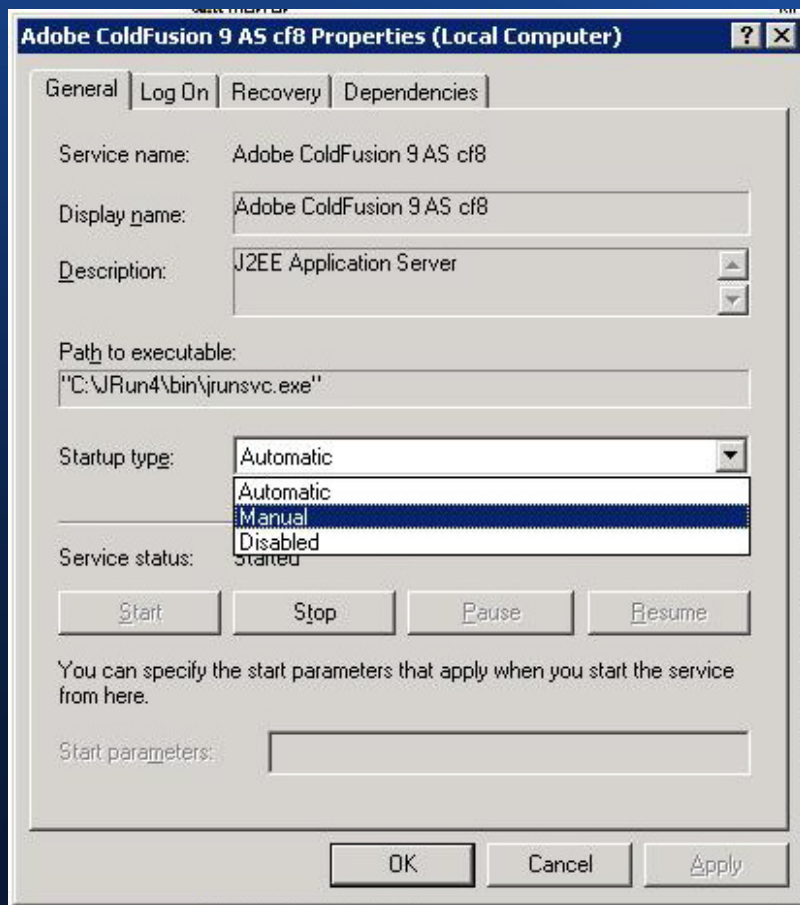 Adobe ColdFusion 9 AS cf8 Properties (Local Computer)
General Log On Recovery Dependencies
Service name: Adobe ColdFusion 9 AS cf8
Display name: Adobe ColdFusion 9 AS cf8
Description: J2EE Application Server
Path to executable:
"C:\JRun4\bin\jrunsvc.exe"
Startup type: Automatic
Automatic
Manual
Disabled
Service status: Started
Start Stop Pause Resume
You can specify the start parameters that apply when you start the service
from here.
Start parameters:
OK Cancel Apply